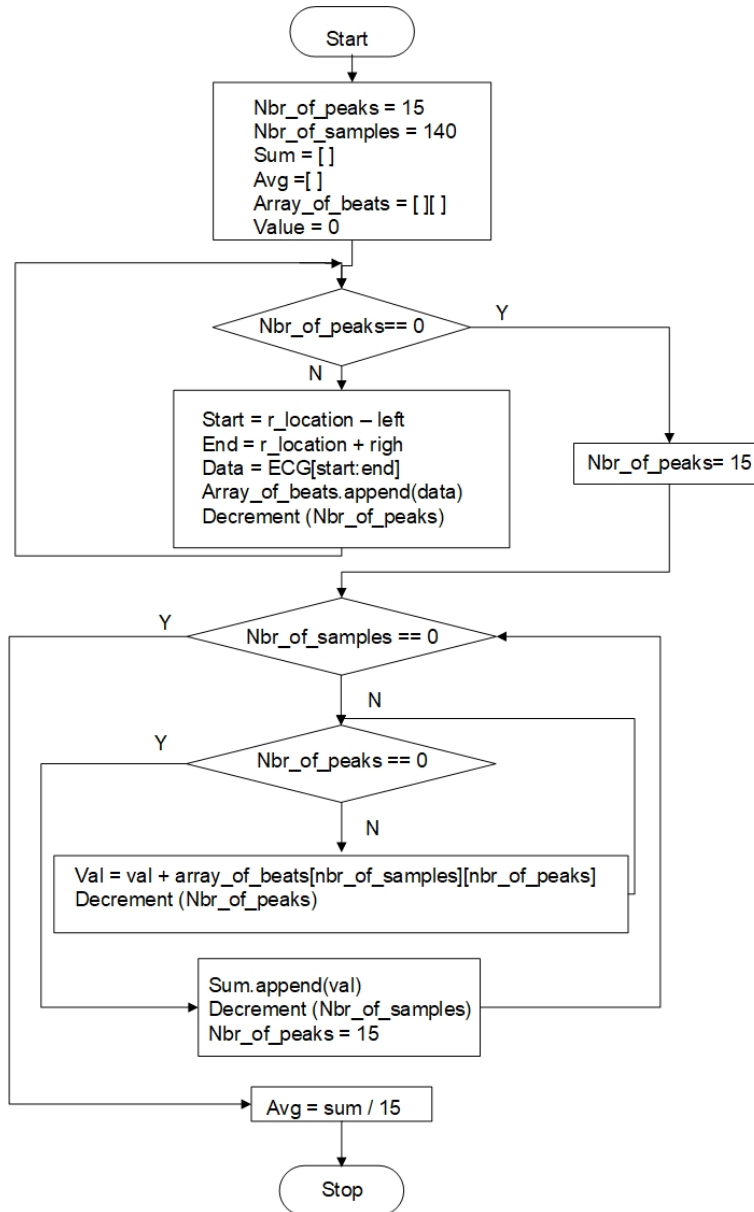 Start
Nbr_of_peaks = 15
Nbr_of_samples = 140
Sum = [ ]
Avg =[ ]
Array_of_beats = [ ][ ]
Value = 0
Nbr_of_peaks== 0
Y
N
Start = r_location – left
End = r_location + righ
Data = ECG[start:end]
Array_of_beats.append(data)
Decrement (Nbr_of_peaks)
Nbr_of_peaks= 15
Y
Nbr_of_samples == 0
N
Y
Nbr_of_peaks == 0
N
Val = val + array_of_beats[nbr_of_samples][nbr_of_peaks]
Decrement (Nbr_of_peaks)
Sum.append(val)
Decrement (Nbr_of_samples)
Nbr_of_peaks = 15
Avg = sum / 15
Stop